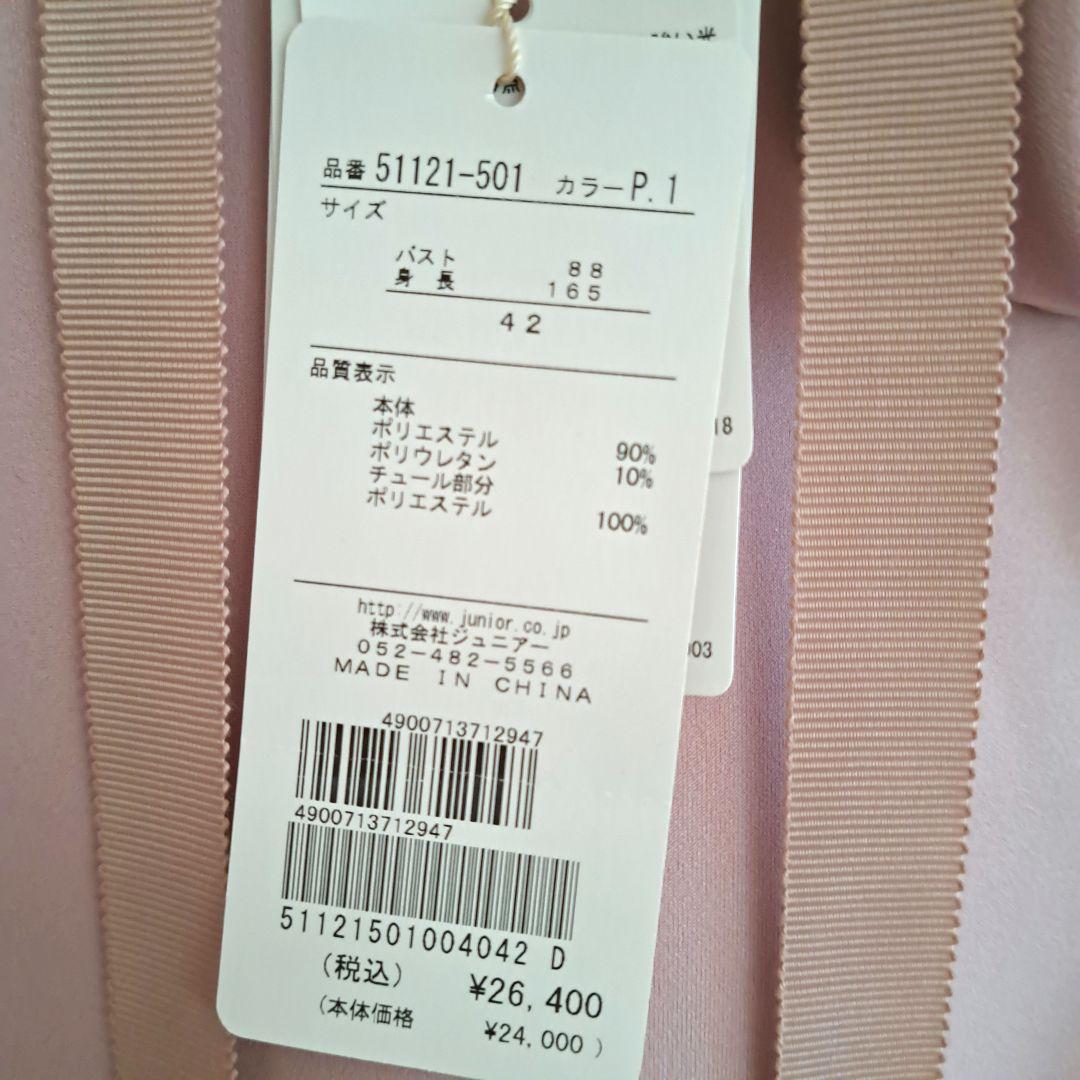 品番 51121-501 カラーP.1
サイズ
バスト 88
身長 165
42
品質表示
本体
ポリエステル 90%
ポリウレタン 10%
チュール部分
ポリエステル 100%
http://www.junior.co.jp
株式会社ジュニアー
052-482-5566
MADE IN CHINA
4900713712947
4900713712947
51121501004042 D
(税込) ¥26,400
(本体価格 ¥24,000)
18
003